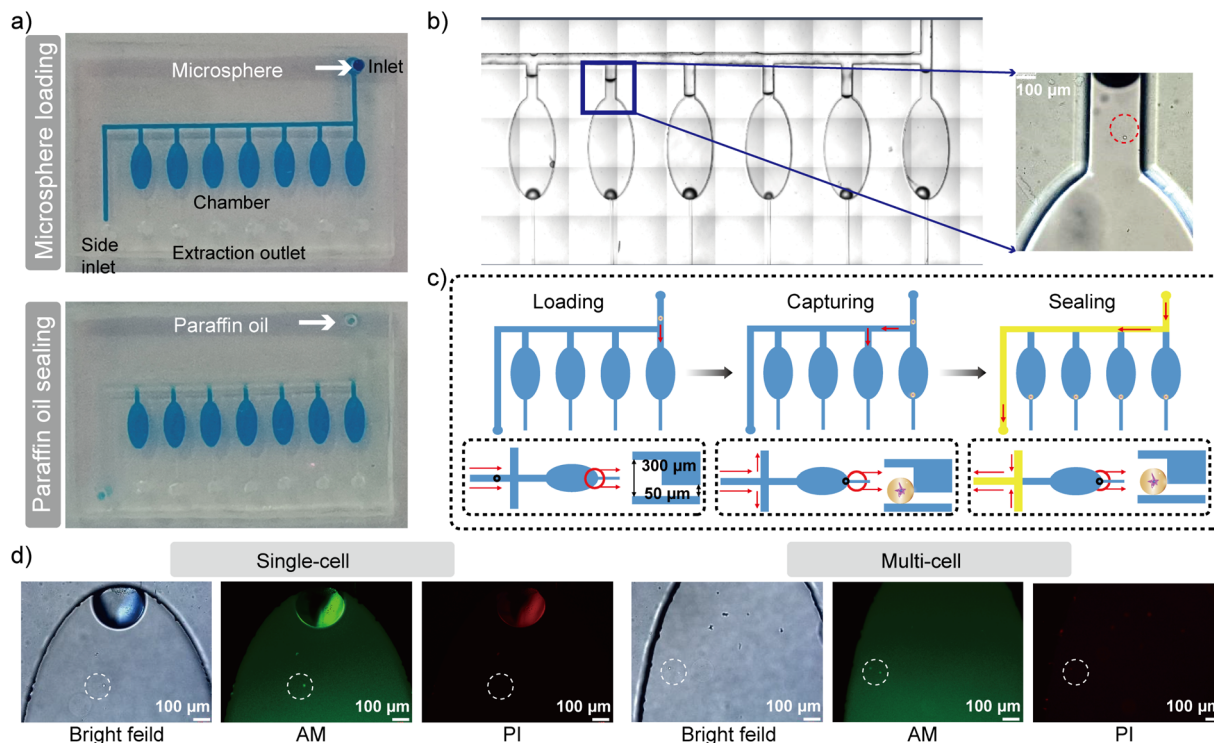 a)
Microsphere loading
Microsphere
Inlet
Chamber
Side
inlet
Extraction outlet
Paraffin oil sealing
Paraffin oil
b)
100 µm
c)
Loading
Capturing
Sealing
300 µm
50 µm
d)
Single-cell
Multi-cell
100 µm
100 µm
100 µm
100 µm
100 µm
100 µm
Bright feild
AM
PI
Bright feild
AM
PI